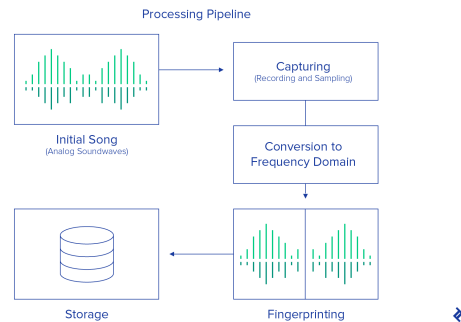 Processing Pipeline
Capturing
(Recording and Sampling)
Initial Song
(Analog Soundwaves)
Conversion to
Frequency Domain
Storage
Fingerprinting